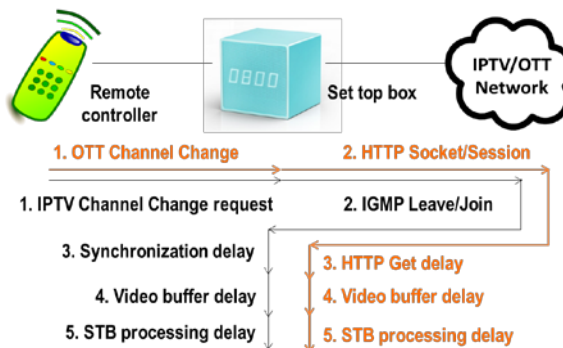 0800
IPTV/OTT
Network
Remote
controller
Set top box
1. OTT Channel Change
2. HTTP Socket/Session
1. IPTV Channel Change request
2. IGMP Leave/Join
3. Synchronization delay
3. HTTP Get delay
4. Video buffer delay
4. Video buffer delay
5. STB processing delay
5. STB processing delay